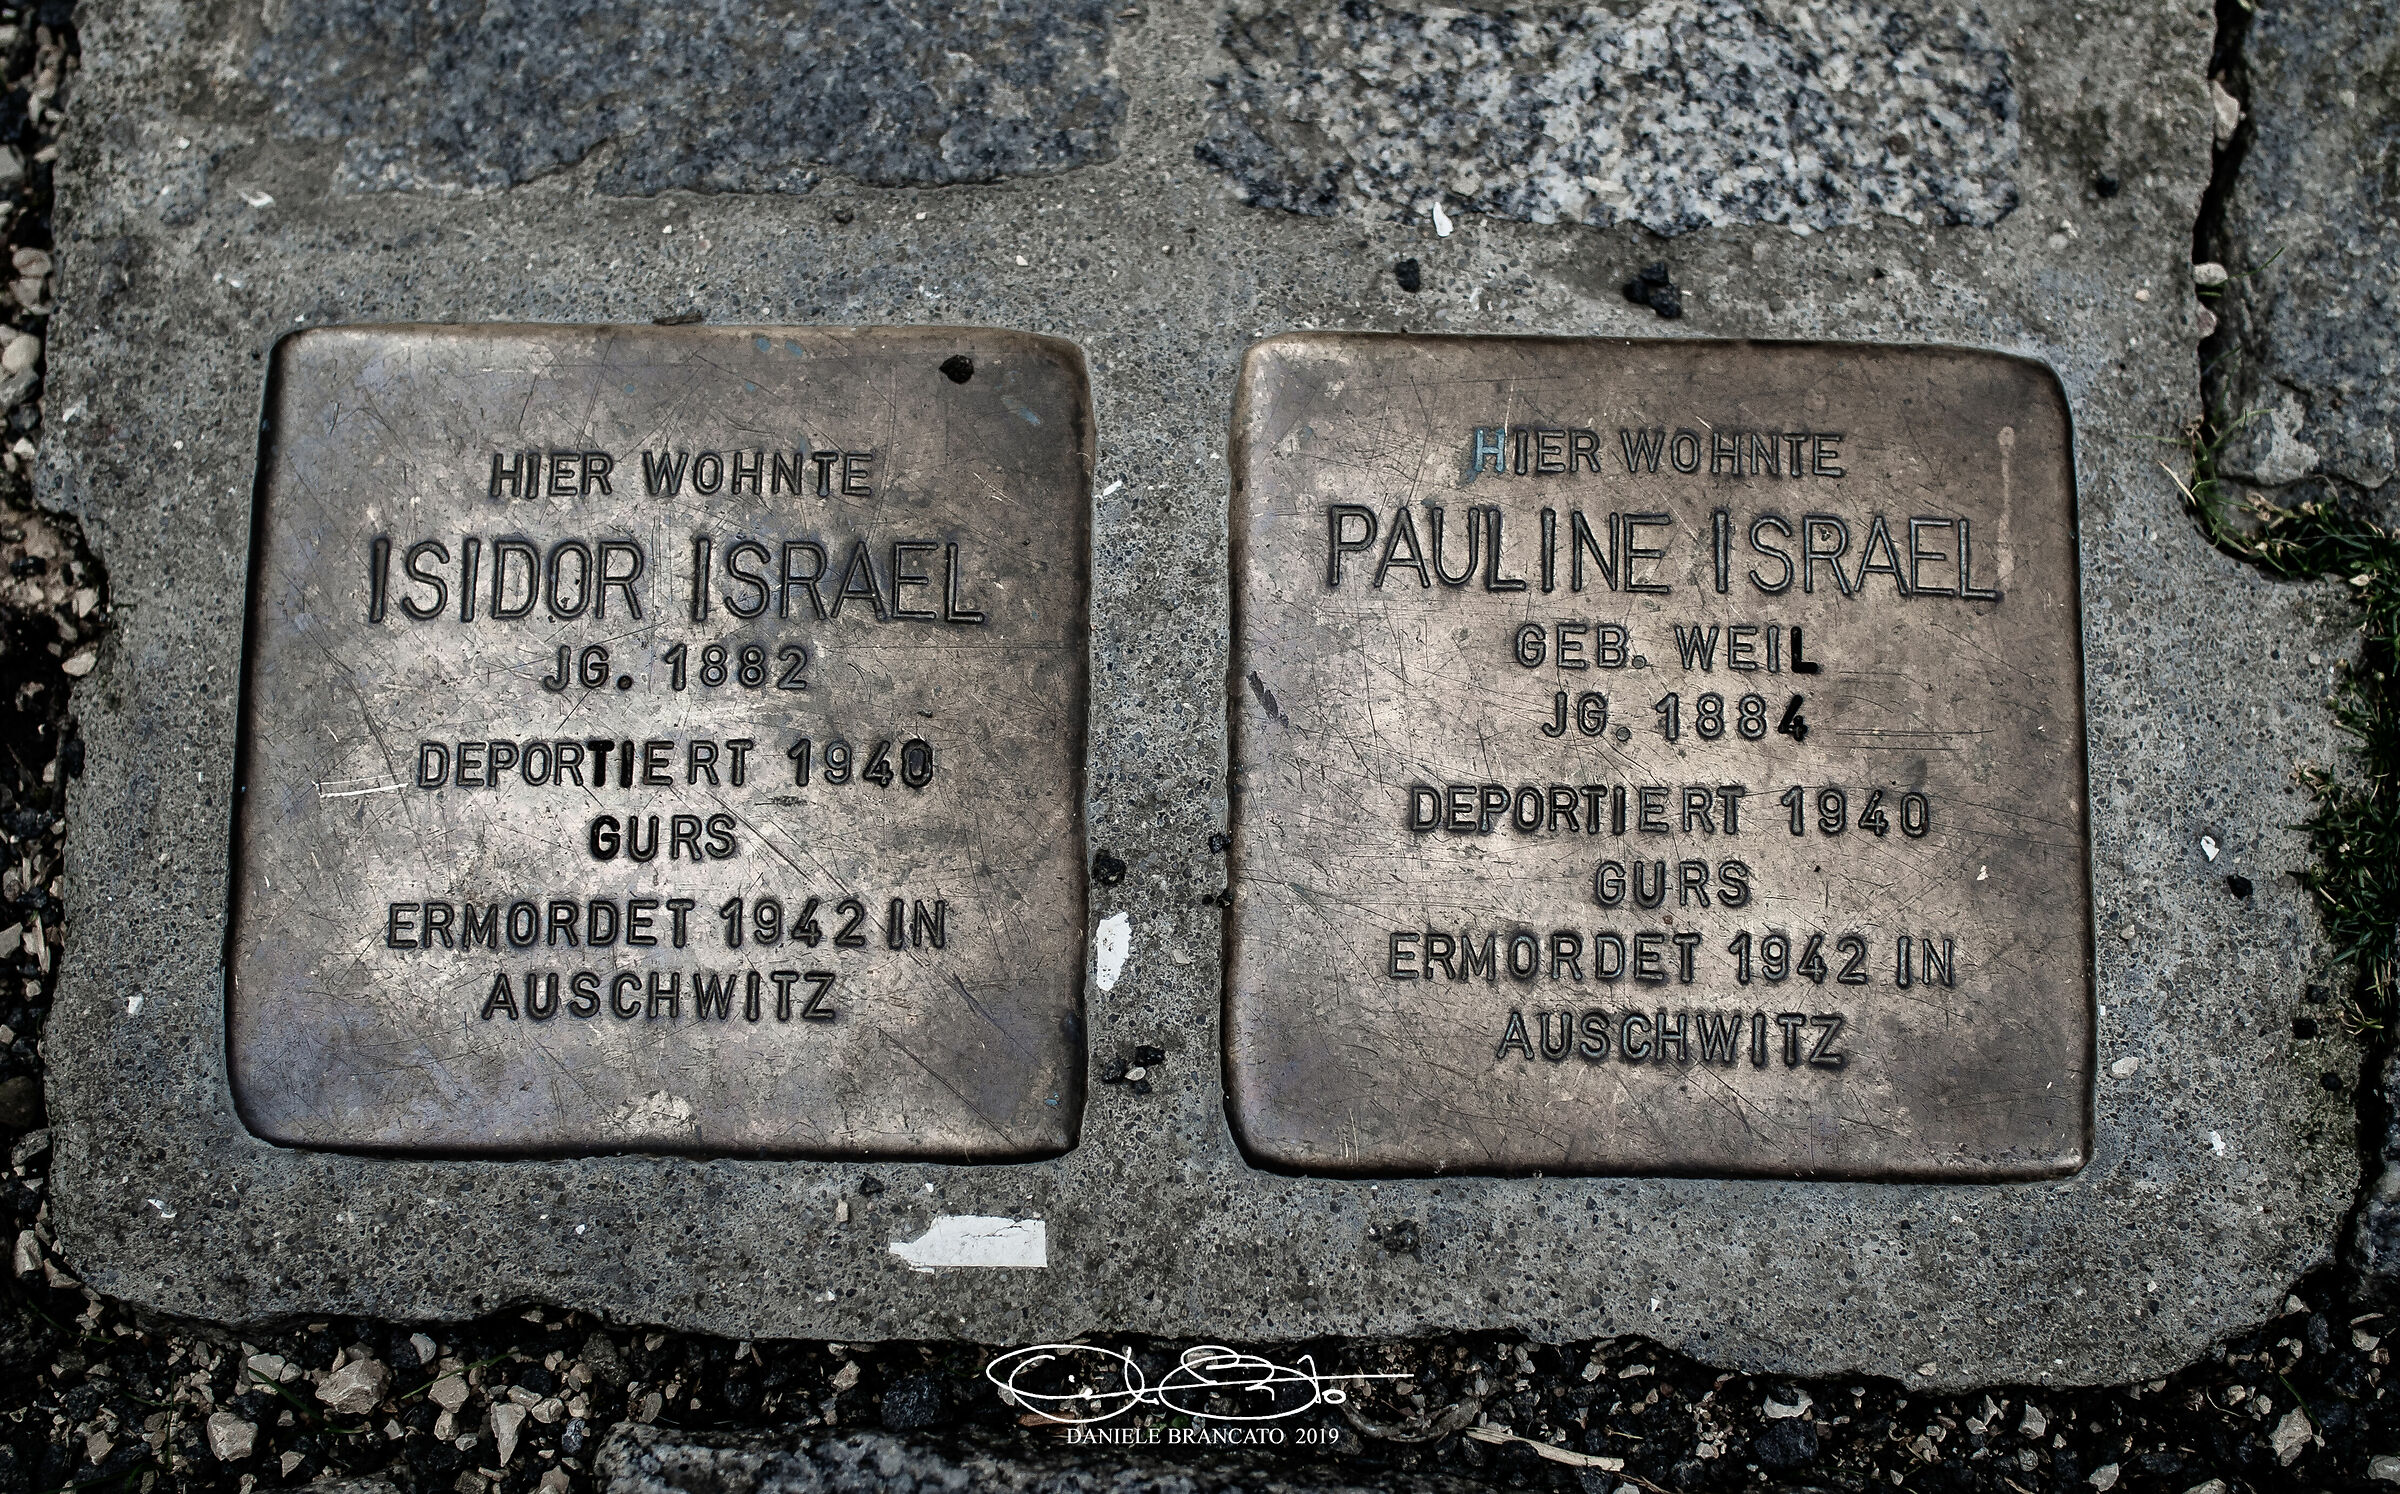 HIER WOHNTE
ISIDOR ISRAEL
JG. 1882
DEPORTIERT 1940
GURS
ERMORDET 1942 IN
AUSCHWITZ
HIER WOHNTE
PAULINE ISRAEL
GEB. WEIL
JG. 1884
DEPORTIERT 1940
GURS
ERMORDET 1942 IN
AUSCHWITZ
DANIELE BRANCATO 2019